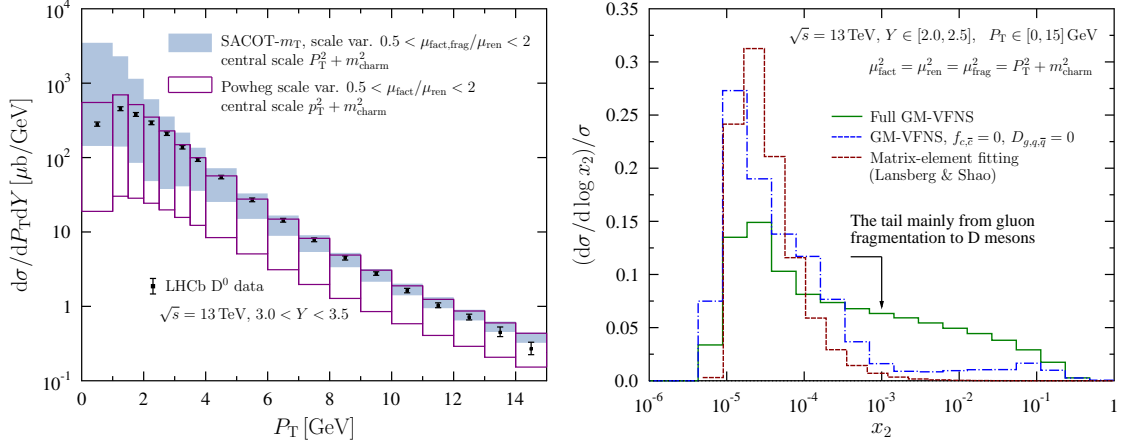 10^4
10^3
10^2
10
1
10^-1
dσ/dP_T dY [μb/GeV]
SACOT-m_T, scale var. 0.5 < μ_fact,frag/μ_ren < 2
central scale P_T^2 + m_charm^2
Powheg scale var. 0.5 < μ_fact/μ_ren < 2
central scale p_T^2 + m_charm^2
LHCb D^0 data
√s = 13 TeV, 3.0 < Y < 3.5
0 2 4 6 8 10 12 14
P_T [GeV]
0.35
0.30
0.25
0.20
0.15
0.10
0.05
0.0
(dσ/d log x_2)/σ
√s = 13 TeV, Y ∈ [2.0, 2.5], P_T ∈ [0, 15] GeV
μ_fact^2 = μ_ren^2 = μ_frag^2 = P_T^2 + m_charm^2
Full GM-VFNS
GM-VFNS, f_{c,c̅} = 0, D_{g,q,q̅} = 0
Matrix-element fitting
(Lansberg & Shao)
The tail mainly from gluon
fragmentation to D mesons
10^-6 10^-5 10^-4 10^-3 10^-2 10^-1 1
x_2